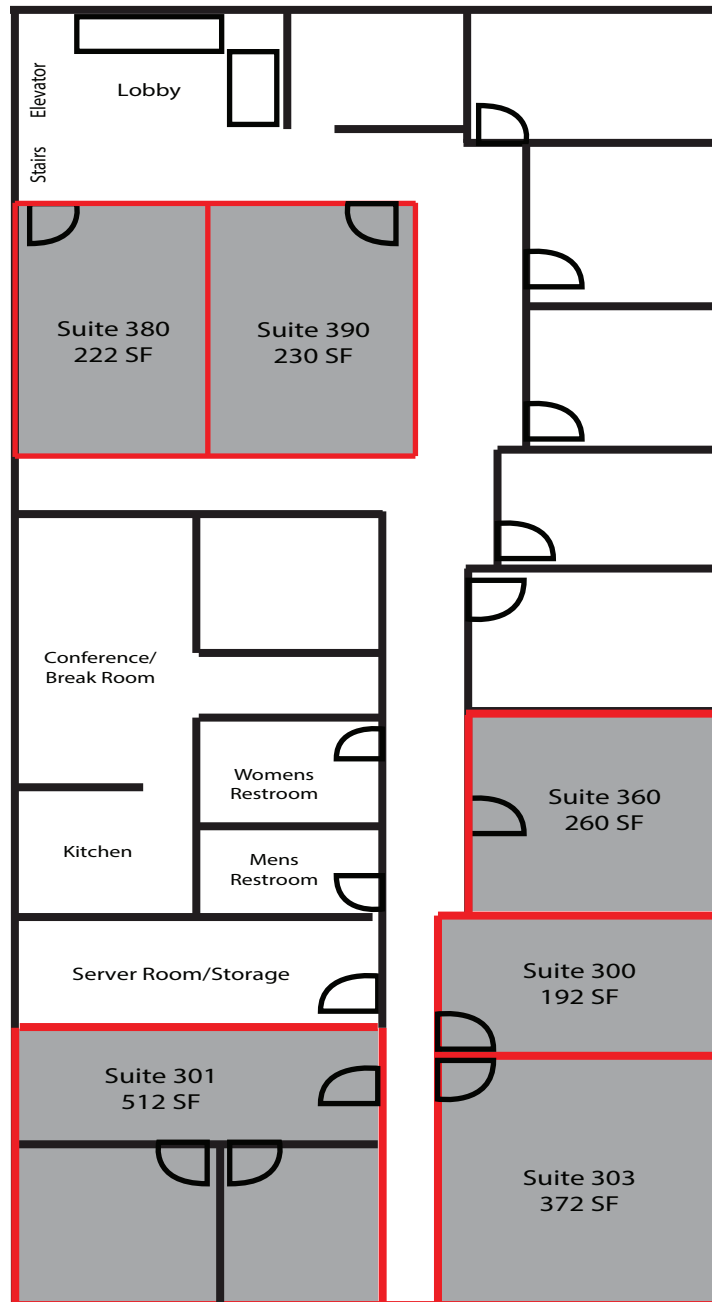 Elevator
Lobby
Stairs
Suite 380
222 SF
Suite 390
230 SF
Conference/
Break Room
Womens
Restroom
Suite 360
260 SF
Kitchen
Mens
Restroom
Server Room/Storage
Suite 300
192 SF
Suite 301
512 SF
Suite 303
372 SF